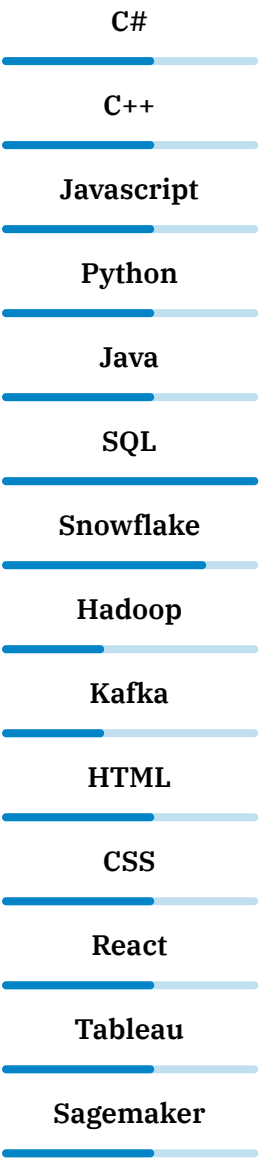 C#
C++
Javascript
Python
Java
SQL
Snowflake
Hadoop
Kafka
HTML
CSS
React
Tableau
Sagemaker